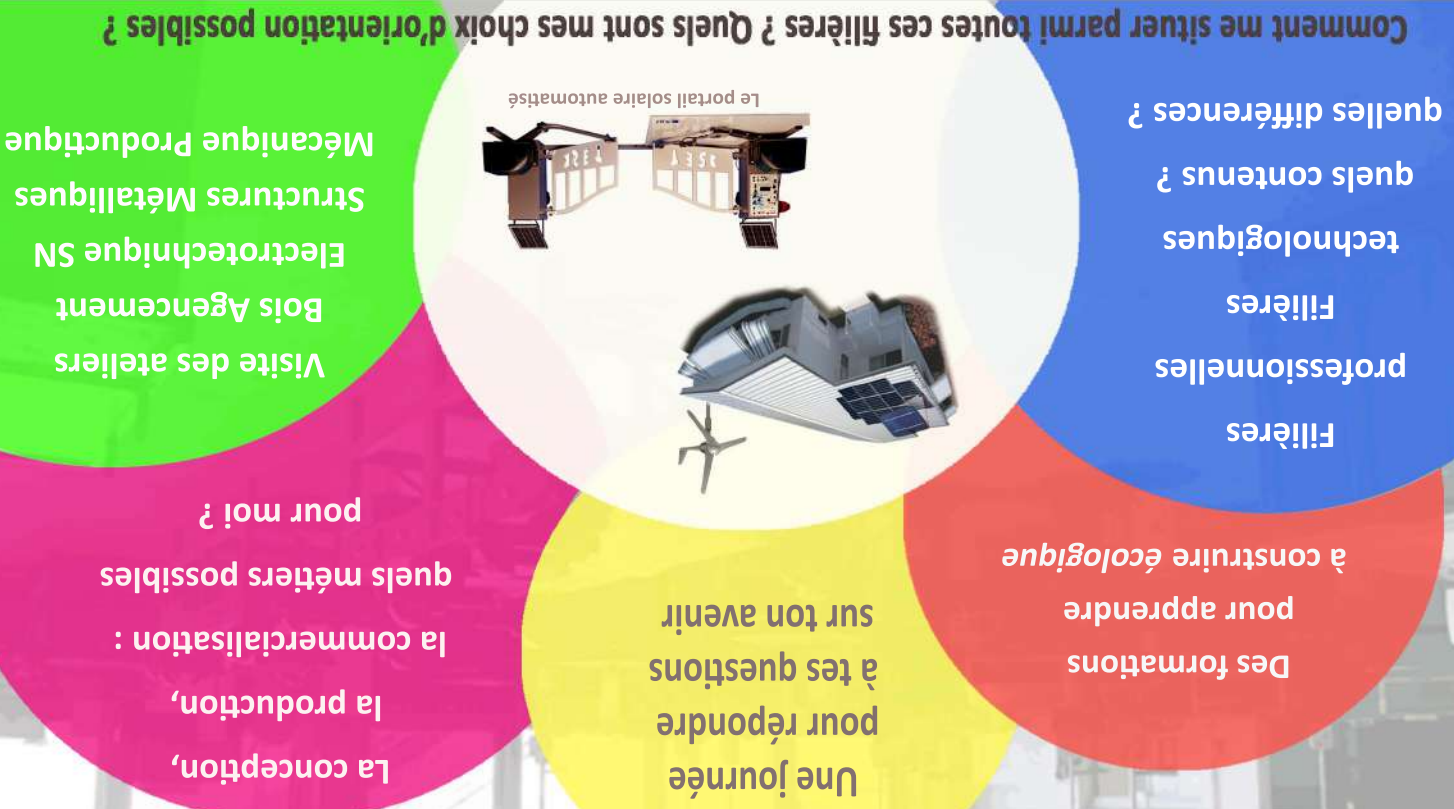 Des formations
pour apprendre
à construire écologique
Une journée
pour répondre
à tes questions
sur ton avenir
La conception,
la production,
la commercialisation :
quels métiers possibles
pour moi ?
Filières
professionnelles
Filières
technologiques
quels contenus ?
quelles différences ?
Le portail solaire automatisé
Visite des ateliers
Bois Agencement
Electrotechnique SN
Structures Métalliques
Mécanique Productique
Comment me situer parmi toutes ces filières ? Quels sont mes choix d'orientation possibles ?